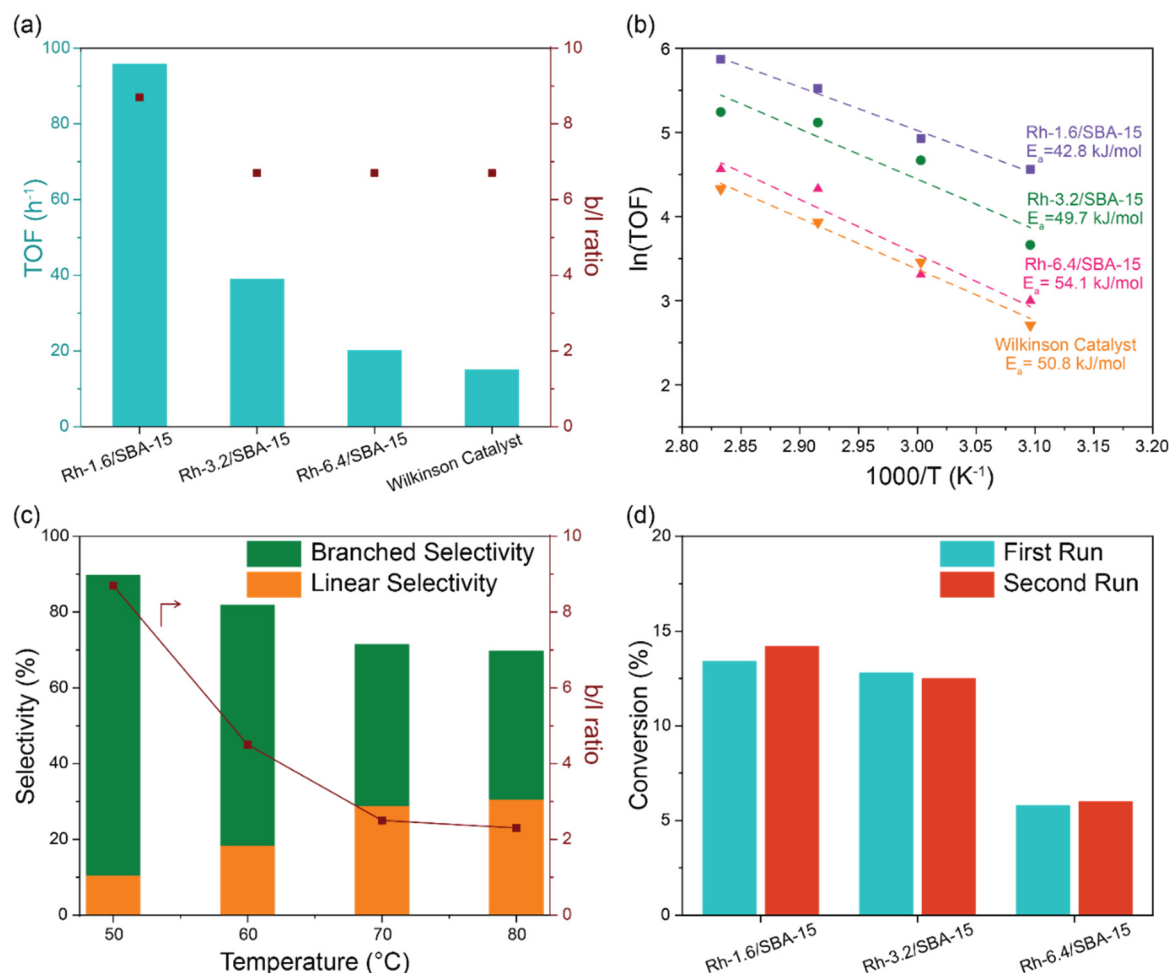 (a)
100
80
60
40
20
0
TOF (h⁻¹)
10
8
6
4
2
0
b/l ratio
Rh-1.6/SBA-15
Rh-3.2/SBA-15
Rh-6.4/SBA-15
Wilkinson Catalyst
(b)
6
5
4
3
2
ln(TOF)
Rh-1.6/SBA-15
Eₐ=42.8 kJ/mol
Rh-3.2/SBA-15
Eₐ=49.7 kJ/mol
Rh-6.4/SBA-15
Eₐ= 54.1 kJ/mol
Wilkinson Catalyst
Eₐ= 50.8 kJ/mol
2.80 2.85 2.90 2.95 3.00 3.05 3.10 3.15 3.20
1000/T (K⁻¹)
(c)
100
80
60
40
20
0
Selectivity (%)
Branched Selectivity
Linear Selectivity
10
8
6
4
2
0
b/l ratio
50 60 70 80
Temperature (°C)
(d)
20
15
10
5
0
Conversion (%)
First Run
Second Run
Rh-1.6/SBA-15
Rh-3.2/SBA-15
Rh-6.4/SBA-15